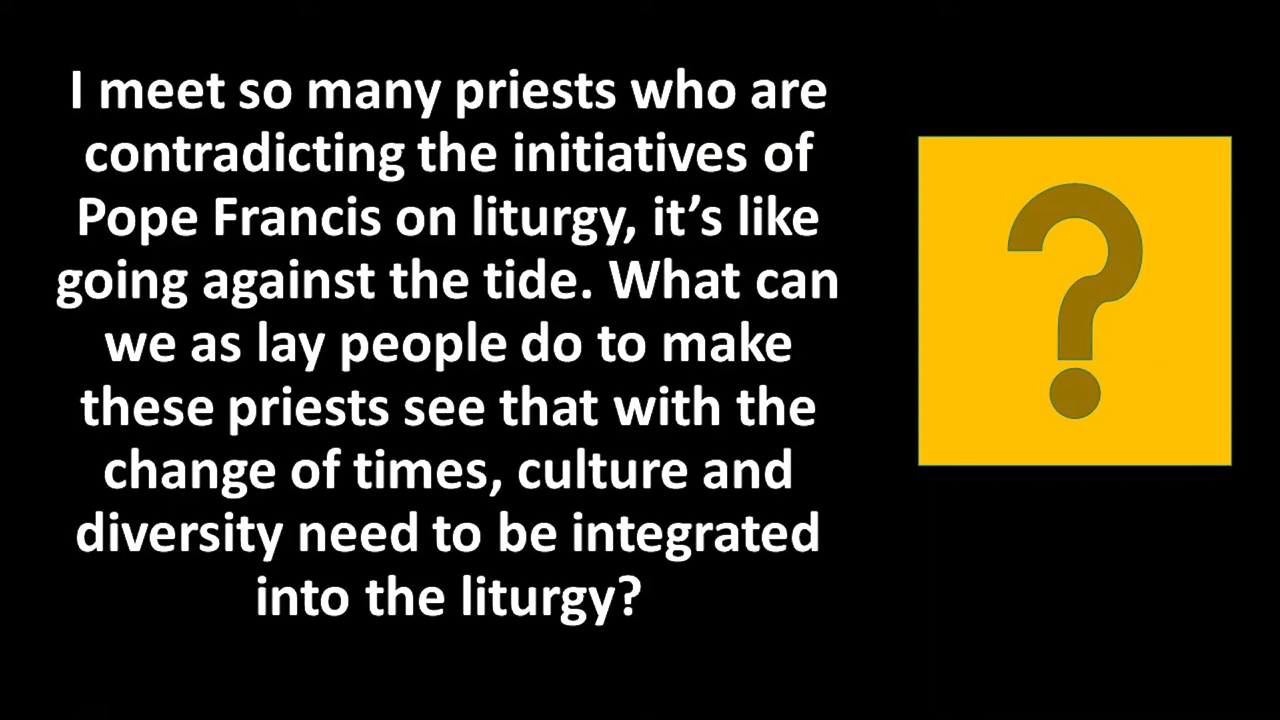 I meet so many priests who are
contradicting the initiatives of
Pope Francis on liturgy, it’s like
going against the tide. What can
we as lay people do to make
these priests see that with the
change of times, culture and
diversity need to be integrated
into the liturgy?
?